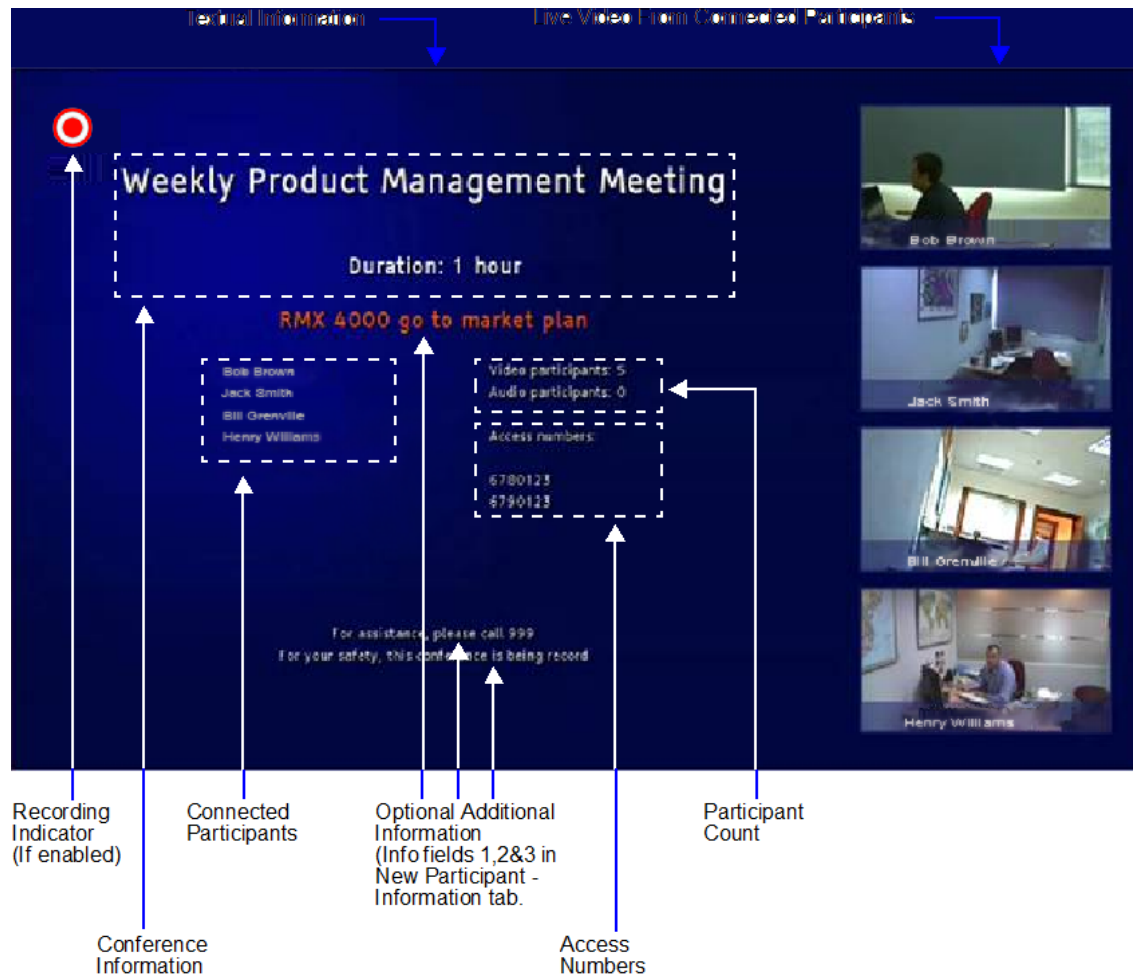 Textual Information
Live Video From Connected Participants
Weekly Product Management Meeting
Duration: 1 hour
RMX 4000 go to market plan
Bob Brown
Jack Smith
Bill Grenville
Henry Williams
Video participants: 5
Audio participants: 0
Access numbers:
6780123
6790123
For assistance, please call 999
For your safety, this conference is being record
Bob Brown
Jack Smith
Bill Grenville
Henry Williams
Recording
Indicator
(If enabled)
Connected
Participants
Optional Additional
Information
(Info fields 1,2&3 in
New Participant -
Information tab.
Participant
Count
Conference
Information
Access
Numbers